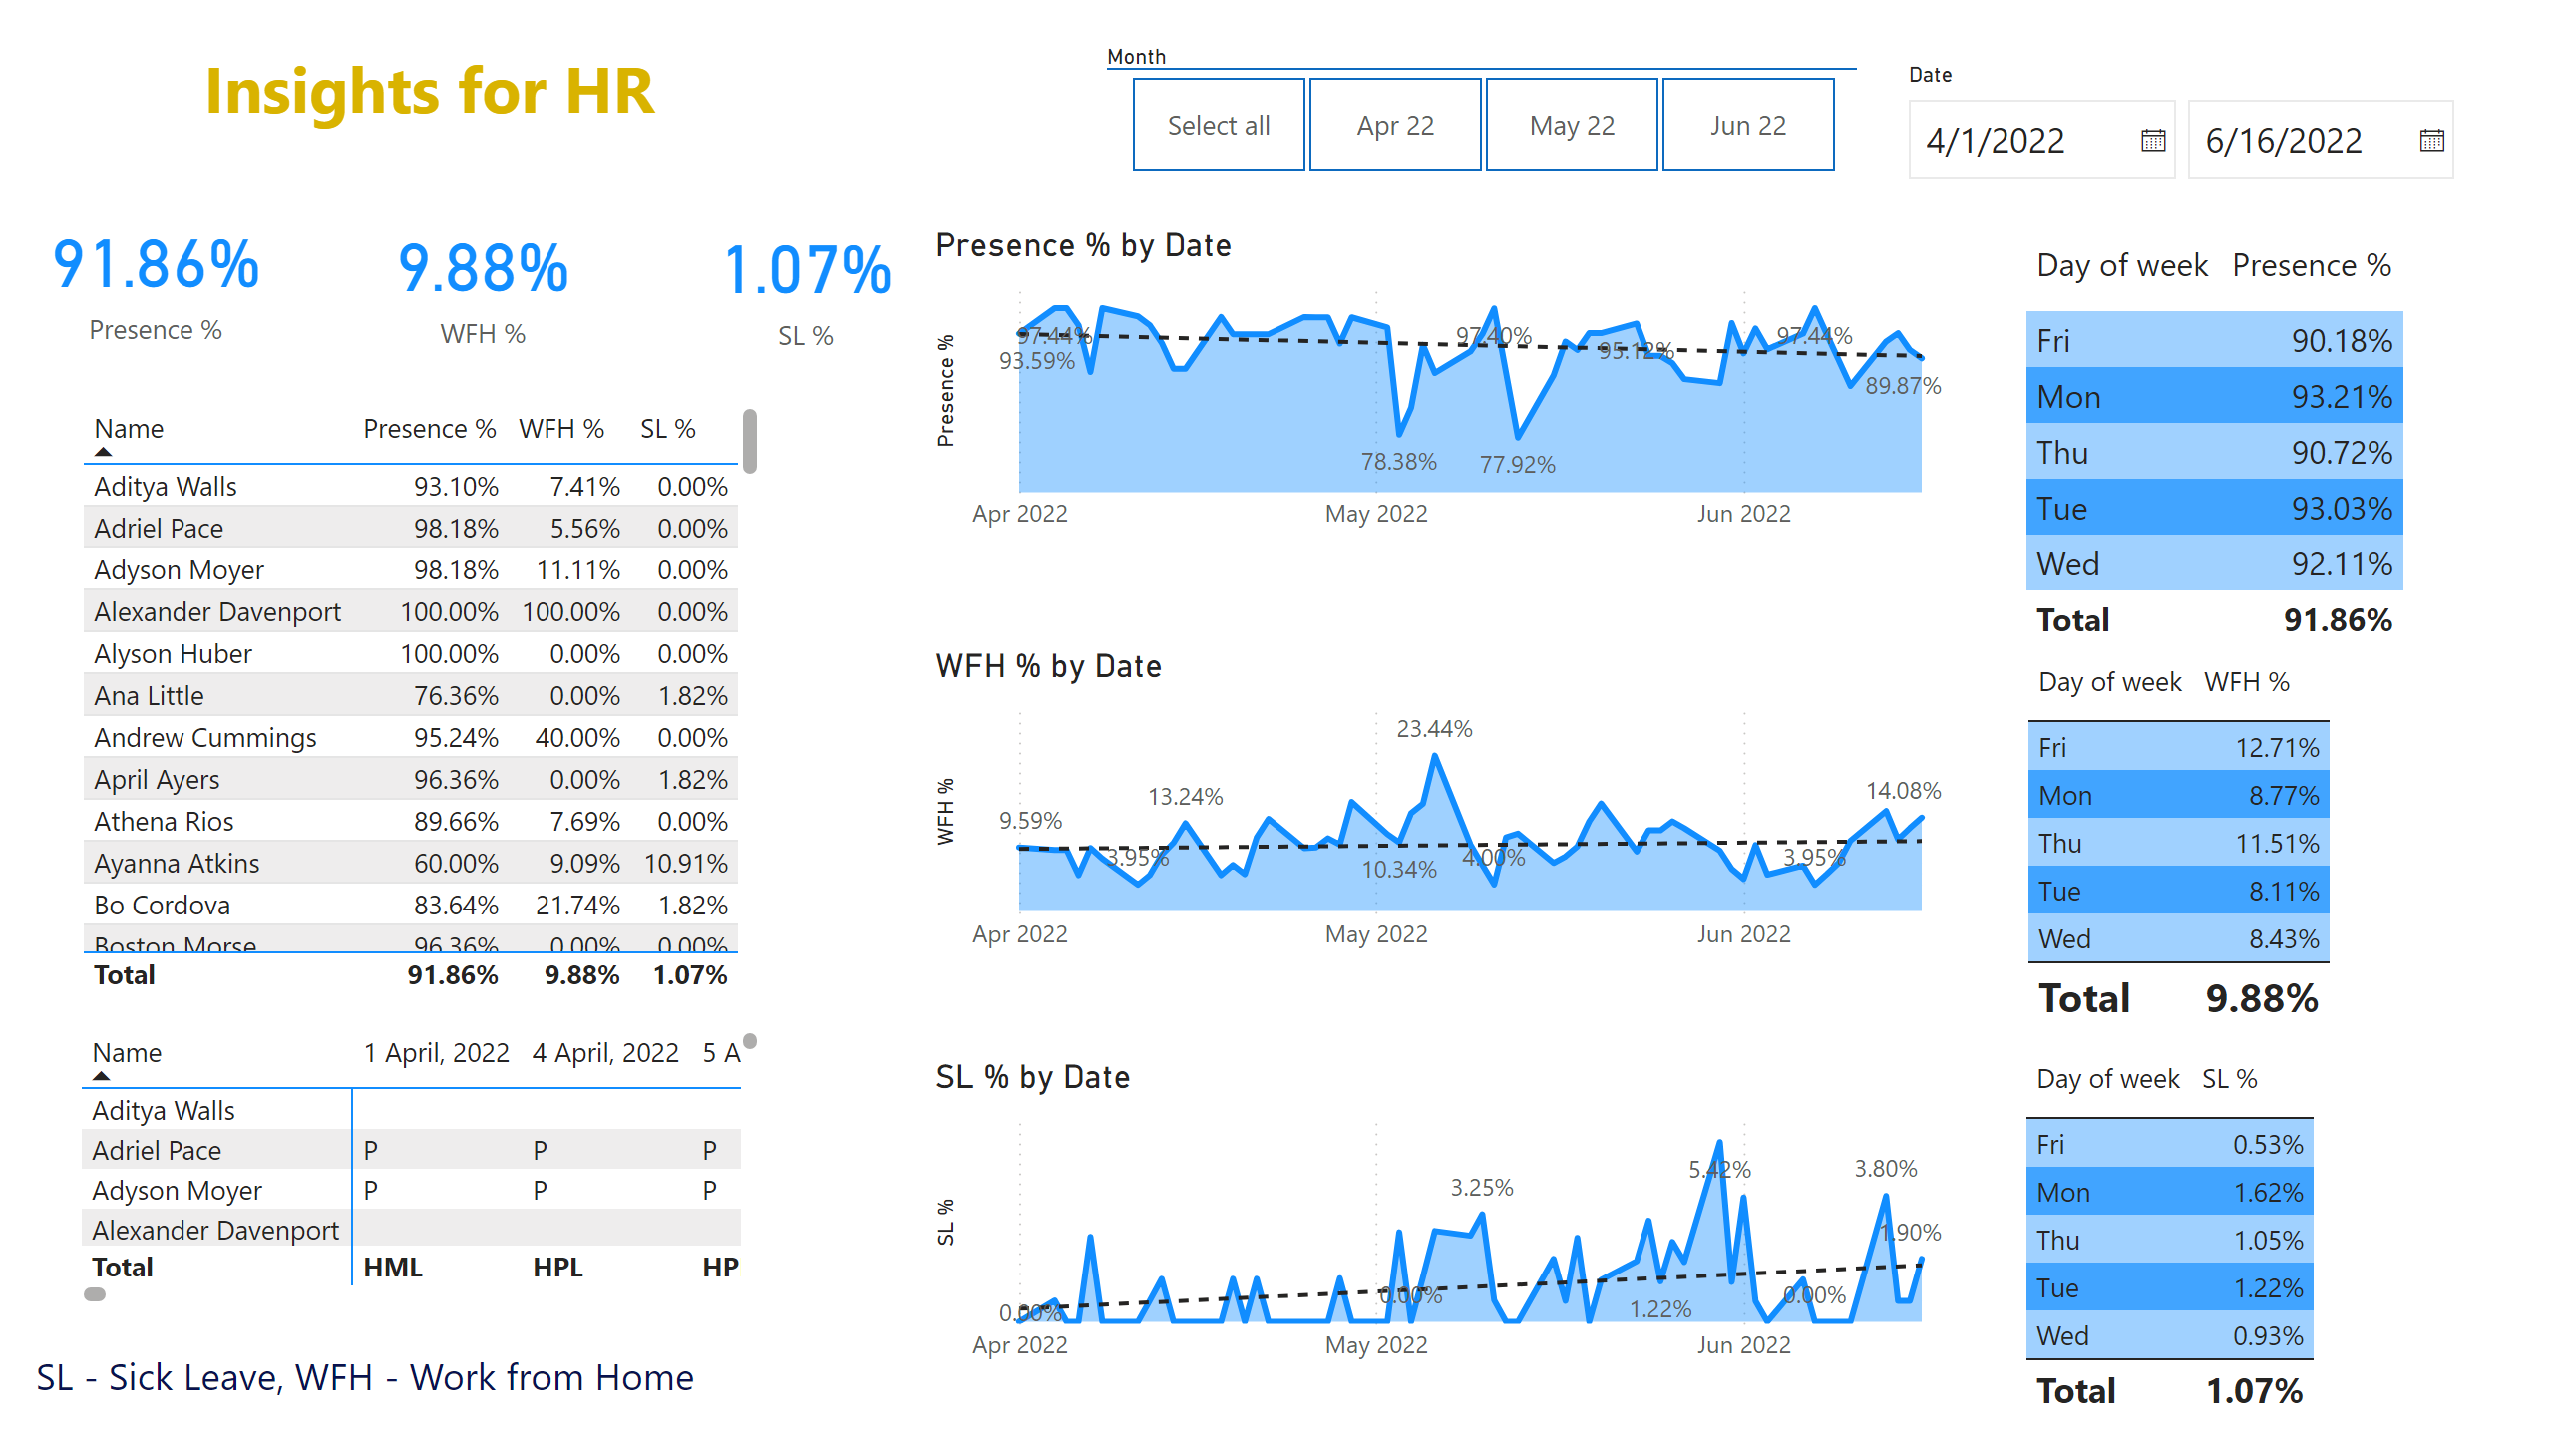 Insights for HR
Month
Select all Apr 22 May 22 Jun 22
Date
4/1/2022 6/16/2022
91.86% 9.88% 1.07%
Presence % WFH % SL %
Name Presence % WFH % SL %
Aditya Walls 93.10% 7.41% 0.00%
Adriel Pace 98.18% 5.56% 0.00%
Adyson Moyer 98.18% 11.11% 0.00%
Alexander Davenport 100.00% 100.00% 0.00%
Alyson Huber 100.00% 0.00% 0.00%
Ana Little 76.36% 0.00% 1.82%
Andrew Cummings 95.24% 40.00% 0.00%
April Ayers 96.36% 0.00% 1.82%
Athena Rios 89.66% 7.69% 0.00%
Ayanna Atkins 60.00% 9.09% 10.91%
Bo Cordova 83.64% 21.74% 1.82%
Boston Morse 96.36% 0.00% 0.00%
Total 91.86% 9.88% 1.07%
Name 1 April, 2022 4 April, 2022 5 A
Aditya Walls
Adriel Pace P P P
Adyson Moyer P P P
Alexander Davenport
Total HML HPL HP
SL - Sick Leave, WFH - Work from Home
Presence % by Date
Presence %
97.44% 97.40% 97.44%
93.59% 95.12% 89.87%
78.38% 77.92%
Apr 2022 May 2022 Jun 2022
WFH % by Date
WFH %
23.44%
9.59% 13.24% 14.08%
3.95% 10.34% 4.00% 3.95%
Apr 2022 May 2022 Jun 2022
SL % by Date
SL %
3.25% 5.42% 3.80%
1.90%
0.00% 0.00% 1.22% 0.00%
Apr 2022 May 2022 Jun 2022
Day of week Presence %
Fri 90.18%
Mon 93.21%
Thu 90.72%
Tue 93.03%
Wed 92.11%
Total 91.86%
Day of week WFH %
Fri 12.71%
Mon 8.77%
Thu 11.51%
Tue 8.11%
Wed 8.43%
Total 9.88%
Day of week SL %
Fri 0.53%
Mon 1.62%
Thu 1.05%
Tue 1.22%
Wed 0.93%
Total 1.07%